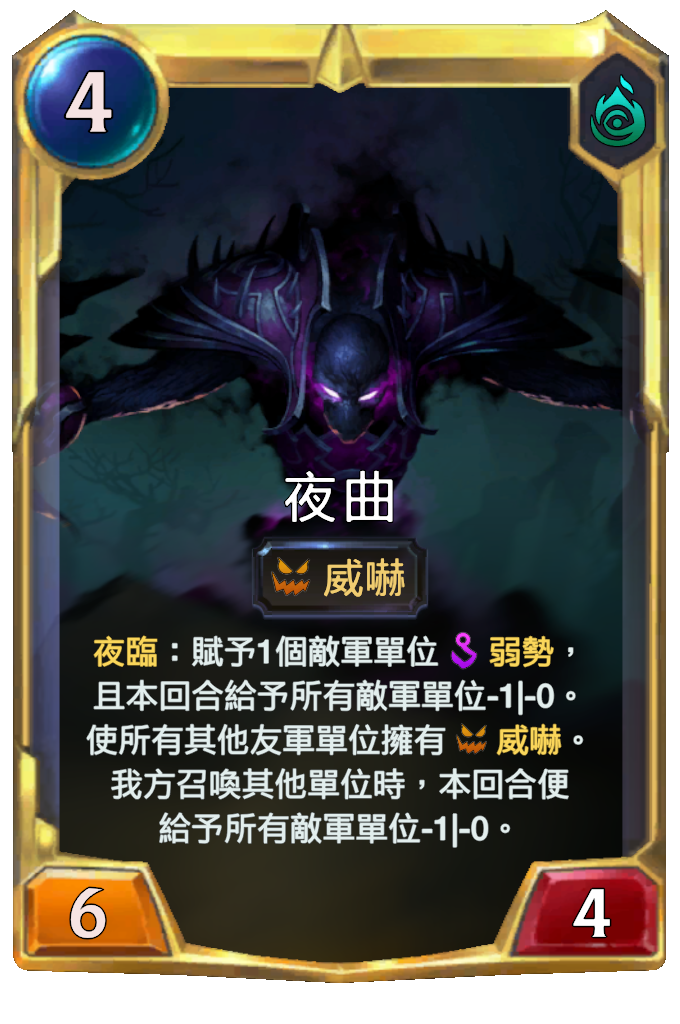 4
夜曲
威嚇
夜臨：賦予1個敵軍單位 弱勢，
且本回合給予所有敵軍單位-1|-0。
使所有其他友軍單位擁有 威嚇。
我方召喚其他單位時，本回合便
給予所有敵軍單位-1|-0。
6
4